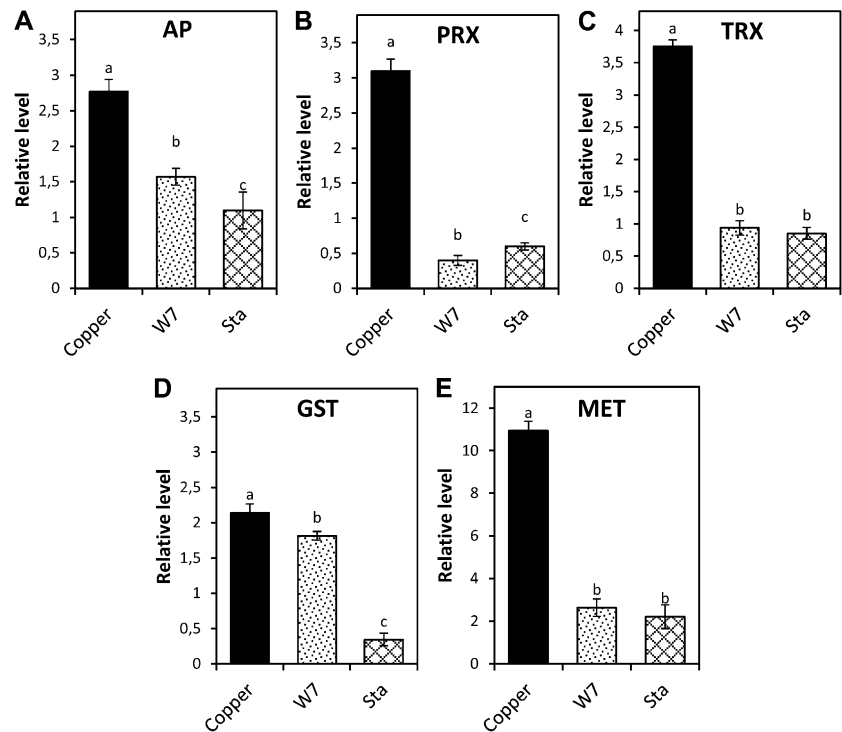 A
AP
Relative level
3,5
3
2,5
2
1,5
1
0,5
0
a
b
c
Copper
W7
Sta
B
PRX
Relative level
3,5
3
2,5
2
1,5
1
0,5
0
a
b
c
Copper
W7
Sta
C
TRX
Relative level
4
3,5
3
2,5
2
1,5
1
0,5
0
a
b
b
Copper
W7
Sta
D
GST
Relative level
3,5
3
2,5
2
1,5
1
0,5
0
a
b
c
Copper
W7
Sta
E
MET
Relative level
12
10
8
6
4
2
0
a
b
b
Copper
W7
Sta